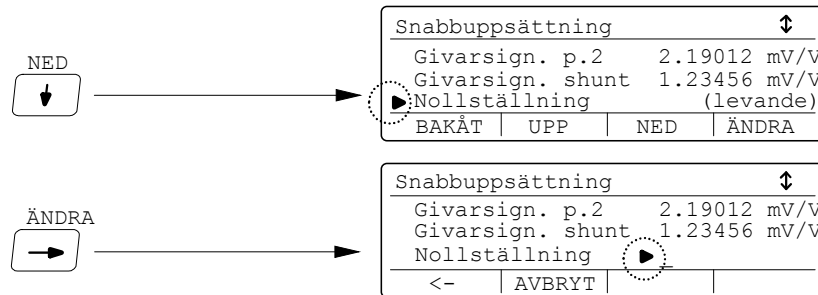 NED
Snabbuppsättning
Givarsign. p.2 2.19012 mV/V
Givarsign. shunt 1.23456 mV/V
Nollställning (levande)
BAKÅT UPP NED ÄNDRA
ÄNDRA
Snabbuppsättning
Givarsign. p.2 2.19012 mV/V
Givarsign. shunt 1.23456 mV/V
Nollställning _
<- AVBRYT